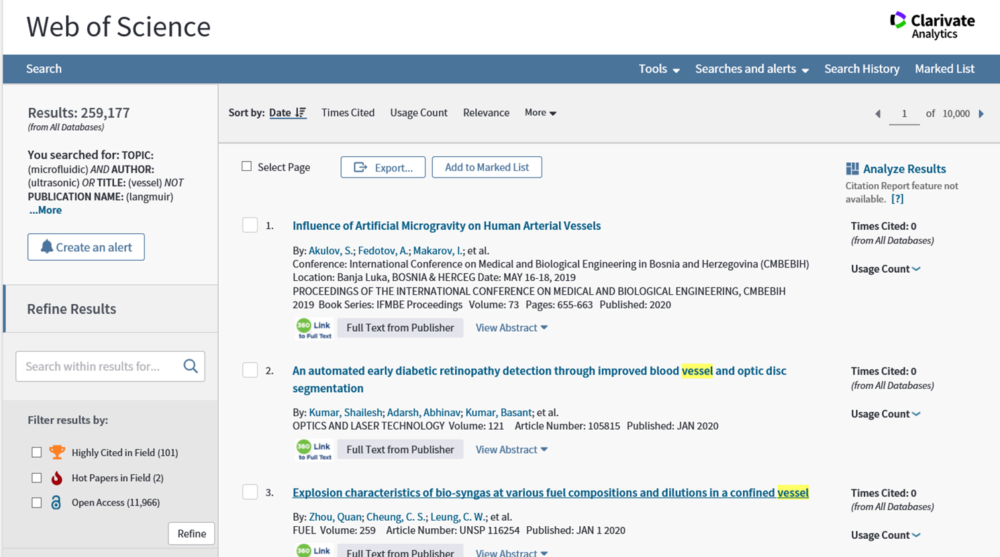 Web of Science
Clarivate
Analytics
Search
Tools
Searches and alerts
Search History
Marked List
Results: 259,177
(from All Databases)
You searched for: TOPIC:
(microfluidic) AND AUTHOR:
(ultrasonic) OR TITLE: (vessel) NOT
PUBLICATION NAME: (langmuir)
...More
Create an alert
Refine Results
Search within results for...
Filter results by:
Highly Cited in Field (101)
Hot Papers in Field (2)
Open Access (11,966)
Refine
Sort by: Date Times Cited Usage Count Relevance More
1 of 10,000
Select Page
Export...
Add to Marked List
Analyze Results
Citation Report feature not
available. [?]
1. Influence of Artificial Microgravity on Human Arterial Vessels
By: Akulov, S.; Fedotov, A.; Makarov, I.; et al.
Conference: International Conference on Medical and Biological Engineering in Bosnia and Herzegovina (CMBEBIH)
Location: Banja Luka, BOSNIA & HERCEG Date: MAY 16-18, 2019
PROCEEDINGS OF THE INTERNATIONAL CONFERENCE ON MEDICAL AND BIOLOGICAL ENGINEERING, CMBEBIH
2019 Book Series: IFMBE Proceedings Volume: 73 Pages: 655-663 Published: 2020
360 Link
to Full Text
Full Text from Publisher
View Abstract
Times Cited: 0
(from All Databases)
Usage Count
2. An automated early diabetic retinopathy detection through improved blood vessel and optic disc
segmentation
By: Kumar, Shailesh; Adarsh, Abhinav; Kumar, Basant; et al.
OPTICS AND LASER TECHNOLOGY Volume: 121 Article Number: 105815 Published: JAN 2020
360 Link
to Full Text
Full Text from Publisher
View Abstract
Times Cited: 0
(from All Databases)
Usage Count
3. Explosion characteristics of bio-syngas at various fuel compositions and dilutions in a confined vessel
By: Zhou, Quan; Cheung, C. S.; Leung, C. W.; et al.
FUEL Volume: 259 Article Number: UNSP 116254 Published: JAN 1 2020
360 Link
Full Text from Publisher
View Abstract
Times Cited: 0
(from All Databases)
Usage Count